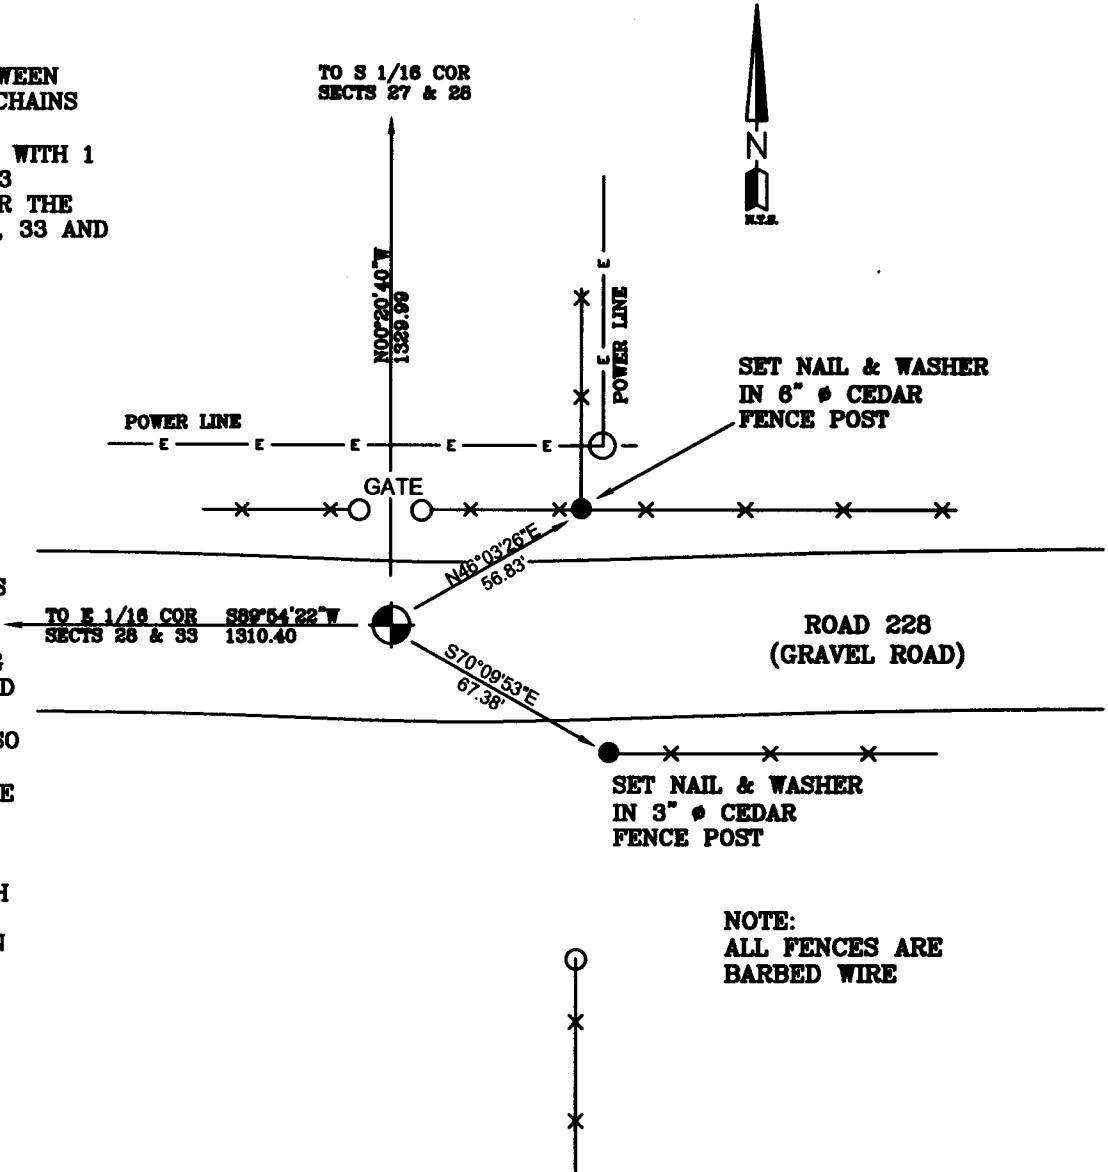 WEEN
CHAINS
WITH 1
3
R THE
, 33 AND
TO S 1/16 COR
SECTS 27 & 28
N
N.T.S.
N00°20'40"W
1329.99
E
E
POWER LINE
POWER LINE
E E E E E
GATE
SET NAIL & WASHER
IN 6" ø CEDAR
FENCE POST
N46°03'26"E
56.83'
S
TO E 1/16 COR S89°54'22"W
SECTS 28 & 33 1310.40
G
D
SO
E
H
N
ROAD 228
(GRAVEL ROAD)
S70°09'53"E
67.38'
SET NAIL & WASHER
IN 3" ø CEDAR
FENCE POST
NOTE:
ALL FENCES ARE
BARBED WIRE